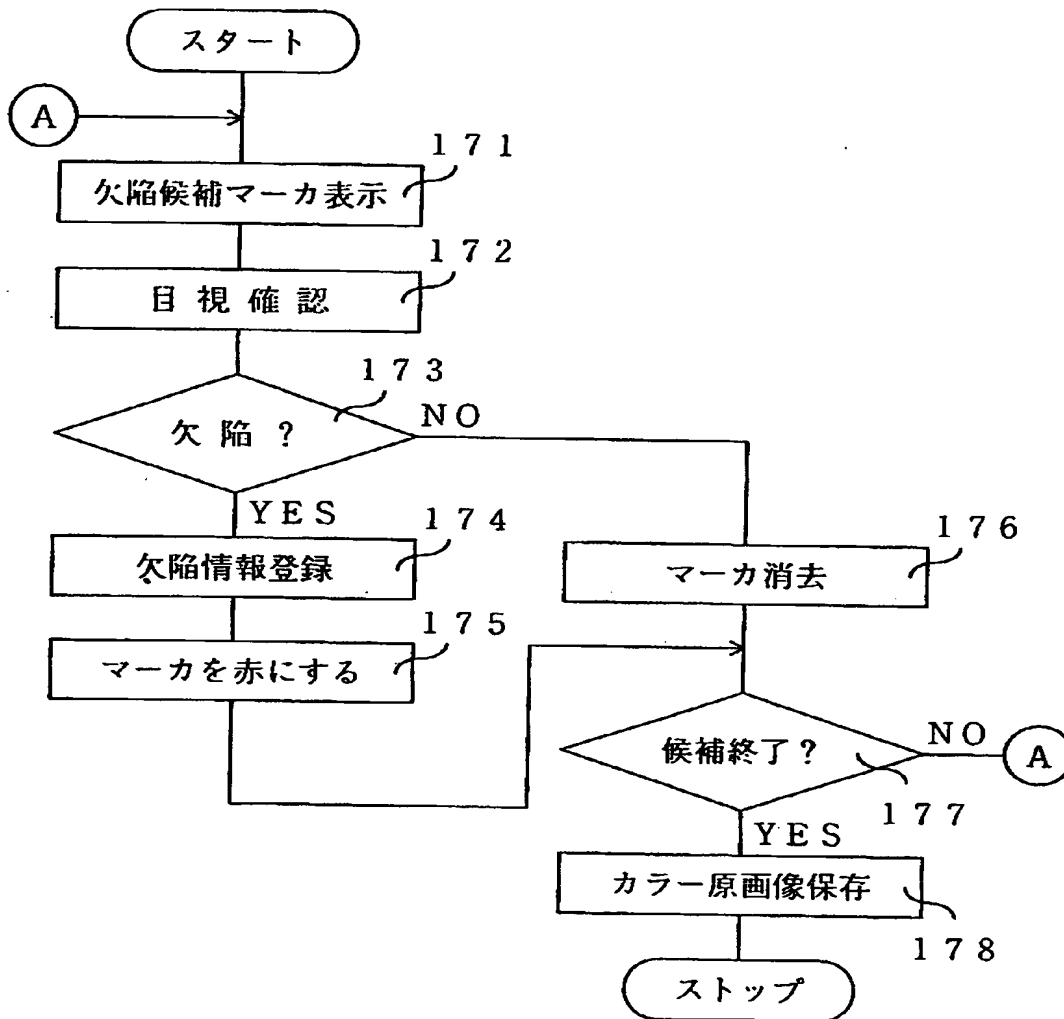 スタート
A
171
欠陥候補マーカ表示
172
目視確認
173
欠陥?
NO
YES
174
欠陥情報登録
175
マーカを赤にする
176
マーカ消去
候補終了?
NO
A
177
YES
カラー原画像保存
178
ストップ